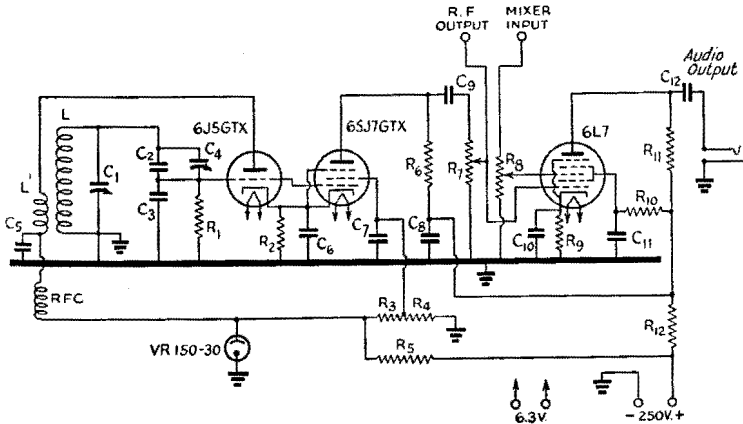 R.F. OUTPUT
MIXER INPUT
Audio Output
L
C1
C2
C3
C4
6J5GTX
6SJ7GTX
C9
6L7
C12
L'
C5
R1
R2
C6
C7
R6
C8
R7
R8
C10
R9
C11
R10
R11
RFC
VR 150-30
R3
R4
R5
R12
6.3V.
- 250V. +